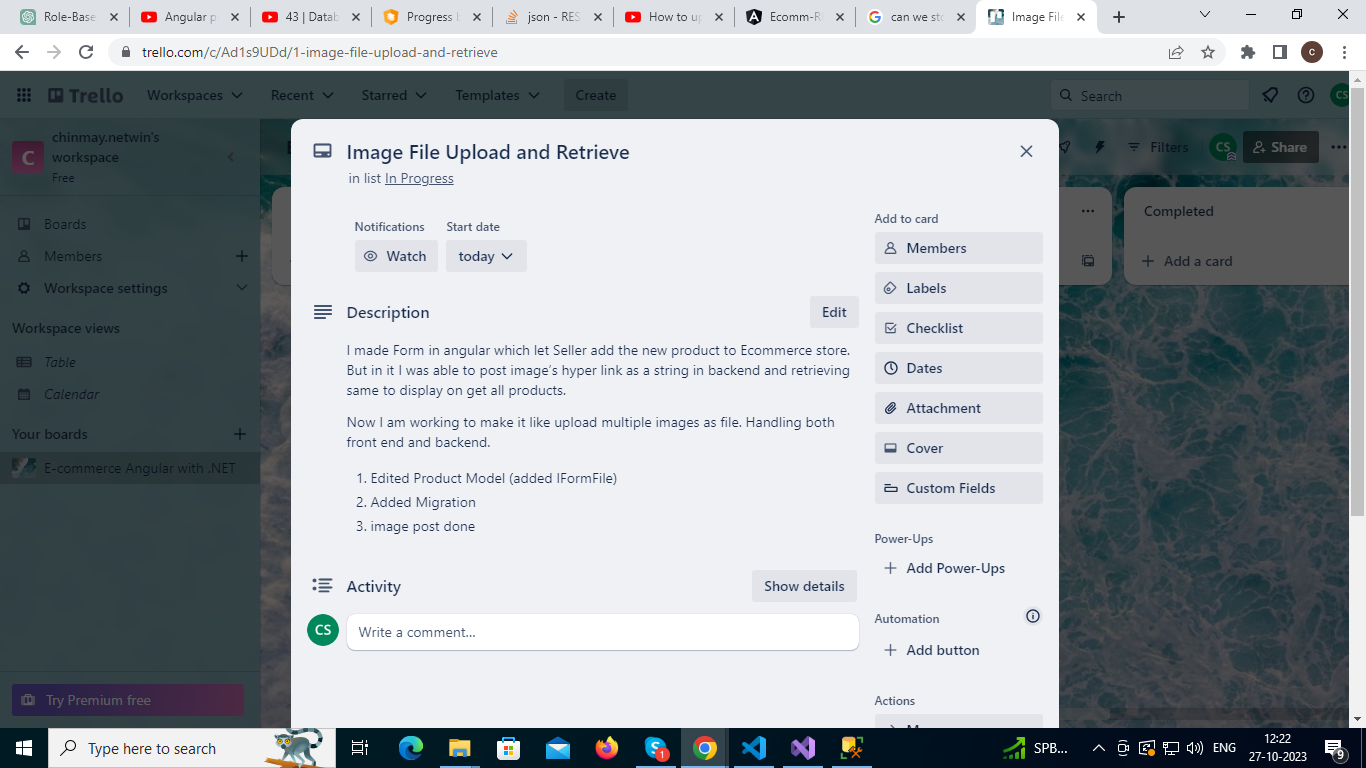 Role-Base
Angular p
43 | Datab
Progress
json - RES
How to up
Ecomm-R
can we sto
Image File
trello.com/c/Ad1s9UDd/1-image-file-upload-and-retrieve
c
Trello
Workspaces
Recent
Starred
Templates
Create
Search
CS
C
chinmay.netwin's
workspace
Free
Filters
CS
Share
Boards
Members
Workspace settings
Workspace views
Table
Calendar
Your boards
E-commerce Angular with .NET
Try Premium free
Image File Upload and Retrieve
in list In Progress
Notifications
Start date
Watch
today
Description
Edit
I made Form in angular which let Seller add the new product to Ecommerce store.
But in it I was able to post image's hyper link as a string in backend and retrieving
same to display on get all products.
Now I am working to make it like upload multiple images as file. Handling both
front end and backend.
1. Edited Product Model (added IFormFile)
2. Added Migration
3. image post done
Activity
Show details
CS
Write a comment...
Add to card
Members
Labels
Checklist
Dates
Attachment
Cover
Custom Fields
Power-Ups
Add Power-Ups
Automation
Add button
Actions
Completed
Add a card
Type here to search
1
SPB...
ENG
12:22
27-10-2023
9